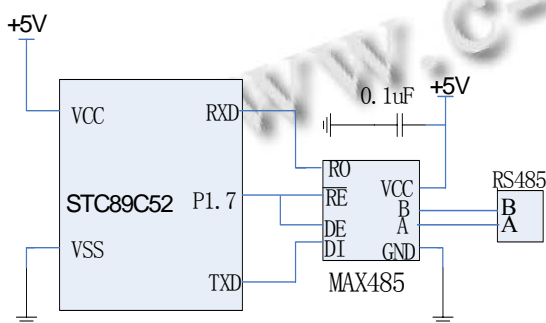 www.c-
+5V
0.1uF
+5V
VCC
RXD
RO
STC89C52
P1.7
RE
VCC
RS485
B
B
DE
A
A
VSS
DI
GND
TXD
MAX485